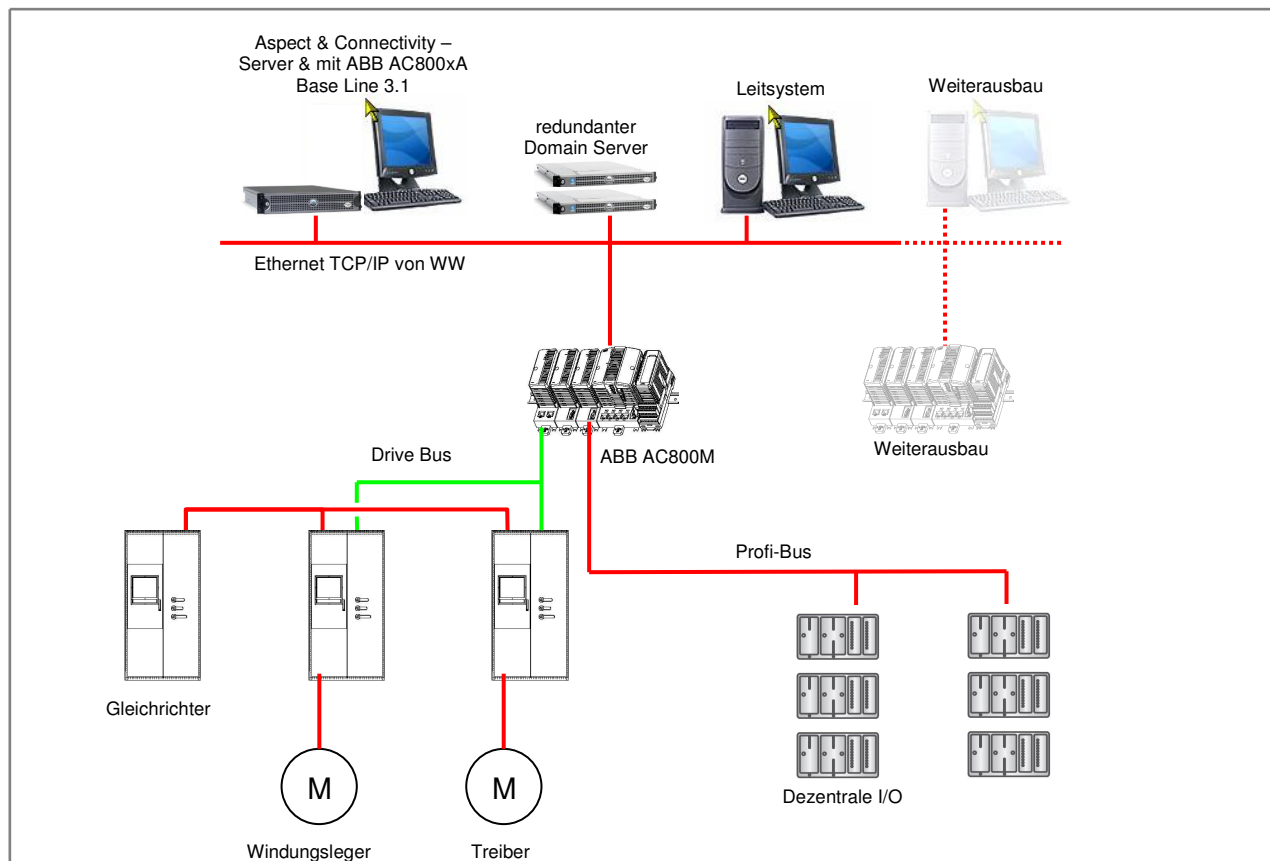 Aspect & Connectivity –
Server & mit ABB AC800xA
Base Line 3.1
redundanter
Domain Server
Leitsystem
Weiterausbau
Ethernet TCP/IP von WW
ABB AC800M
Weiterausbau
Drive Bus
Profi-Bus
Gleichrichter
M
M
Windungsleger
Treiber
Dezentrale I/O